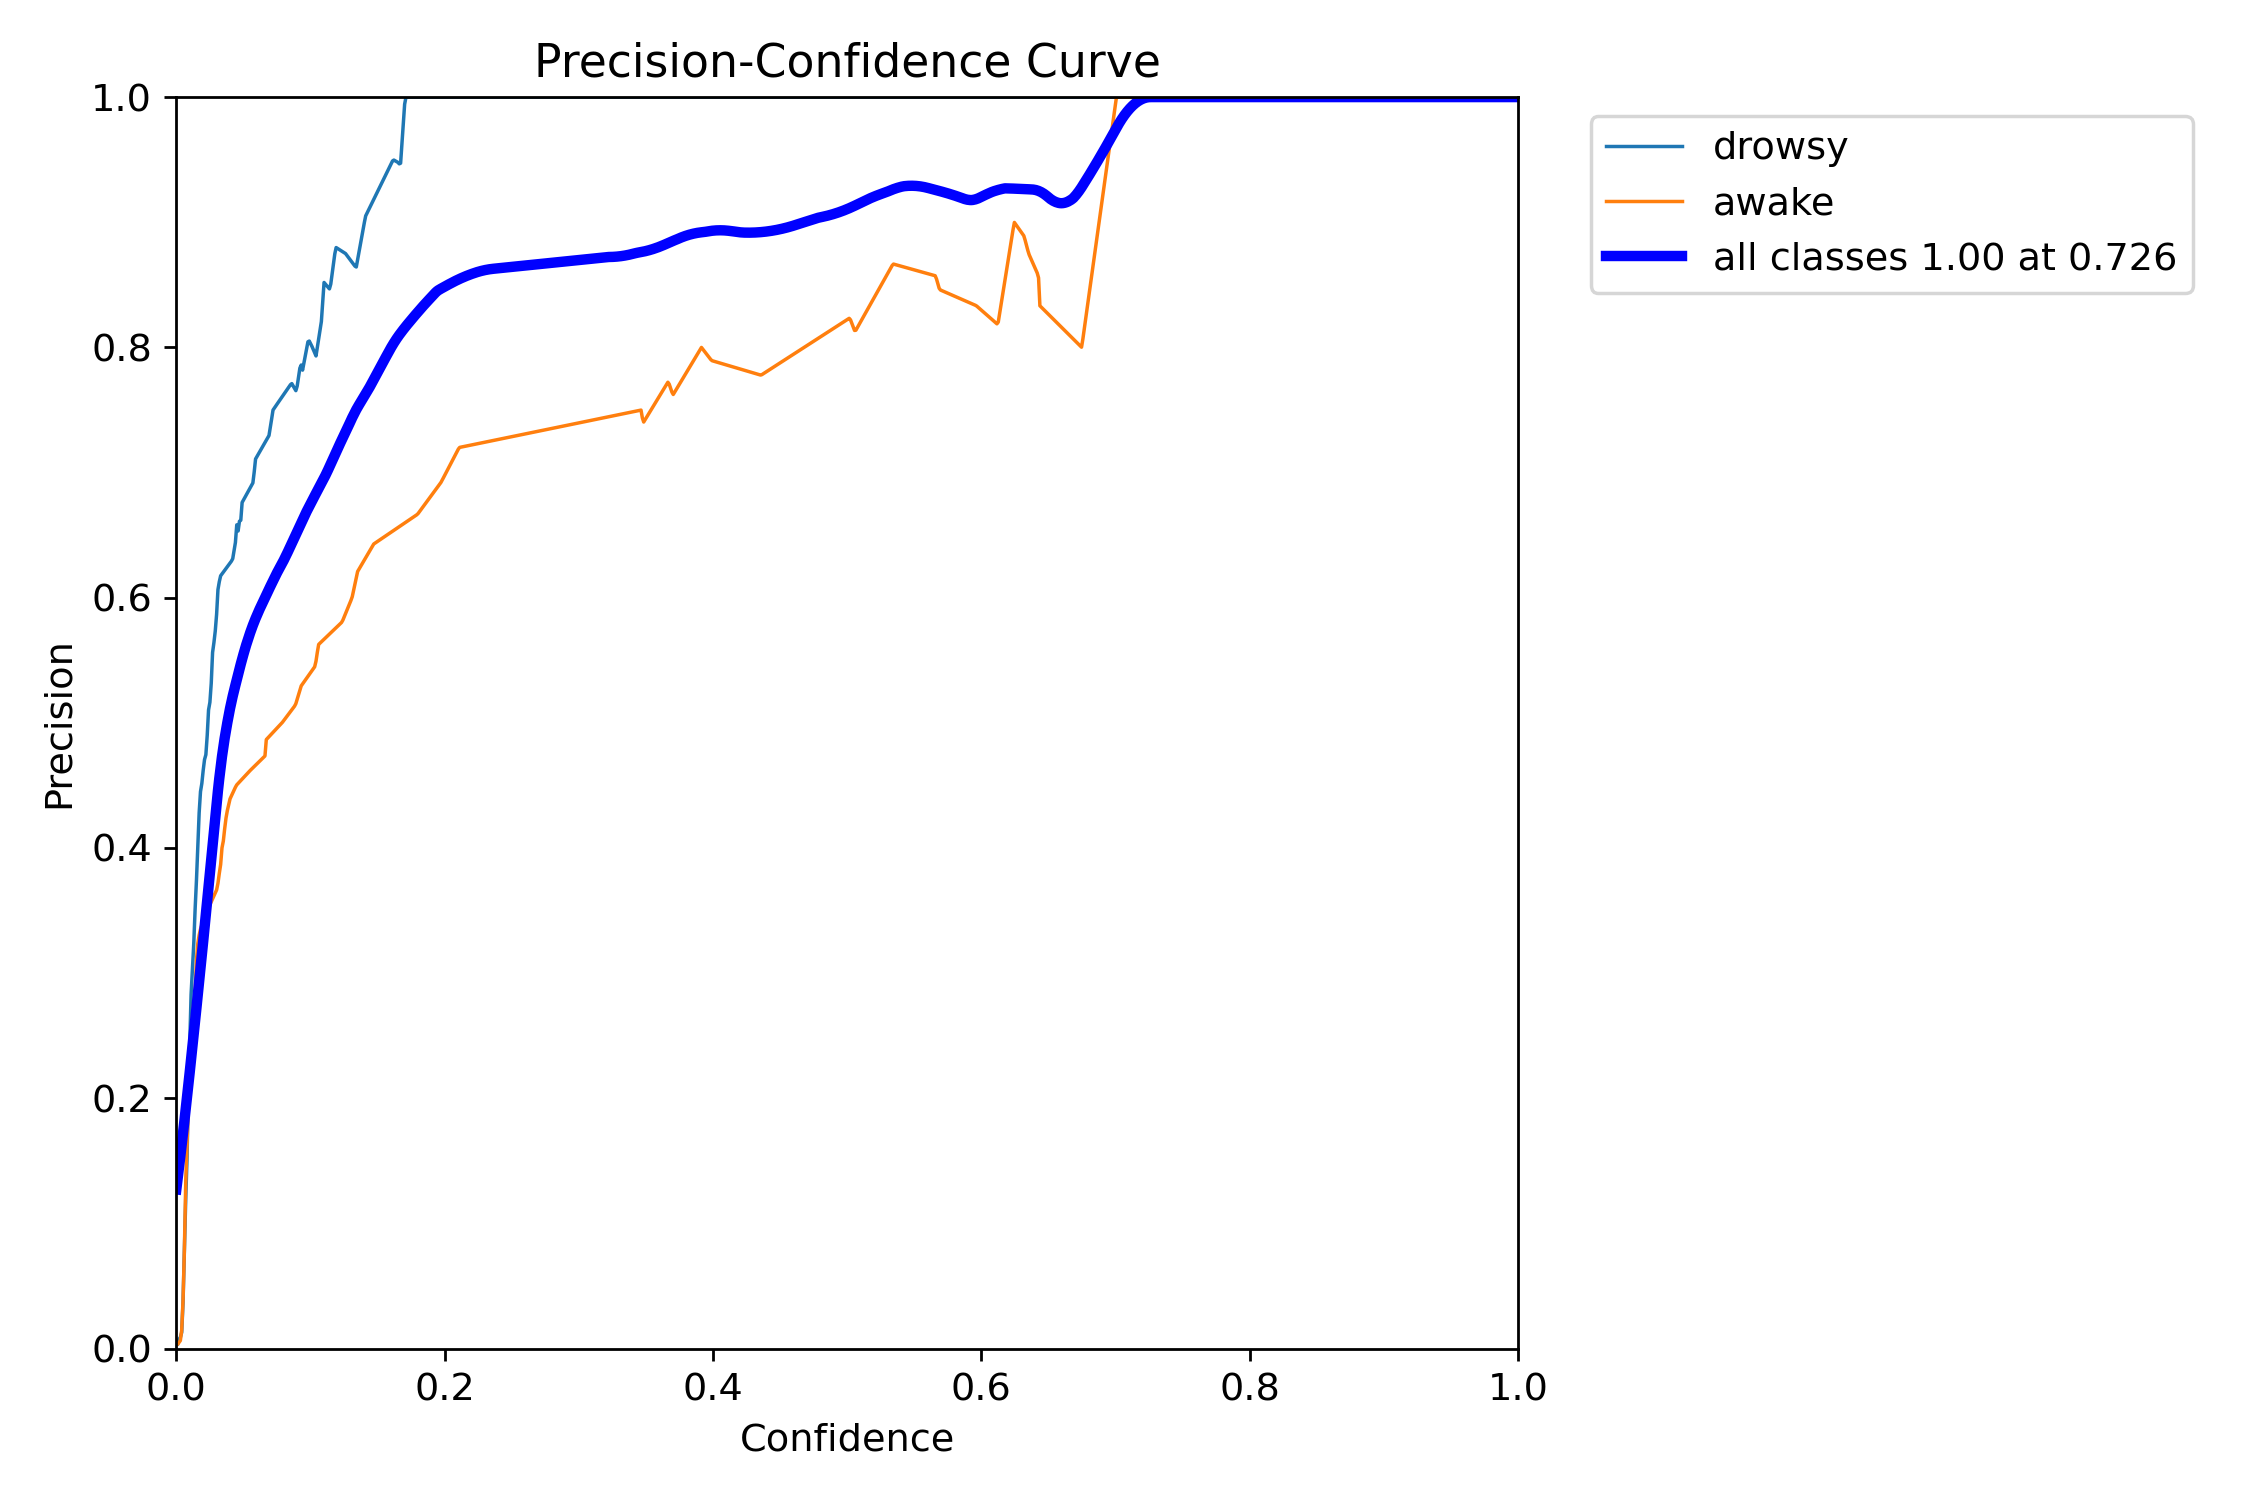 Precision-Confidence Curve
1.0
0.8
0.6
0.4
0.2
0.0
Precision
0.0 0.2 0.4 0.6 0.8 1.0
Confidence
drowsy
awake
all classes 1.00 at 0.726